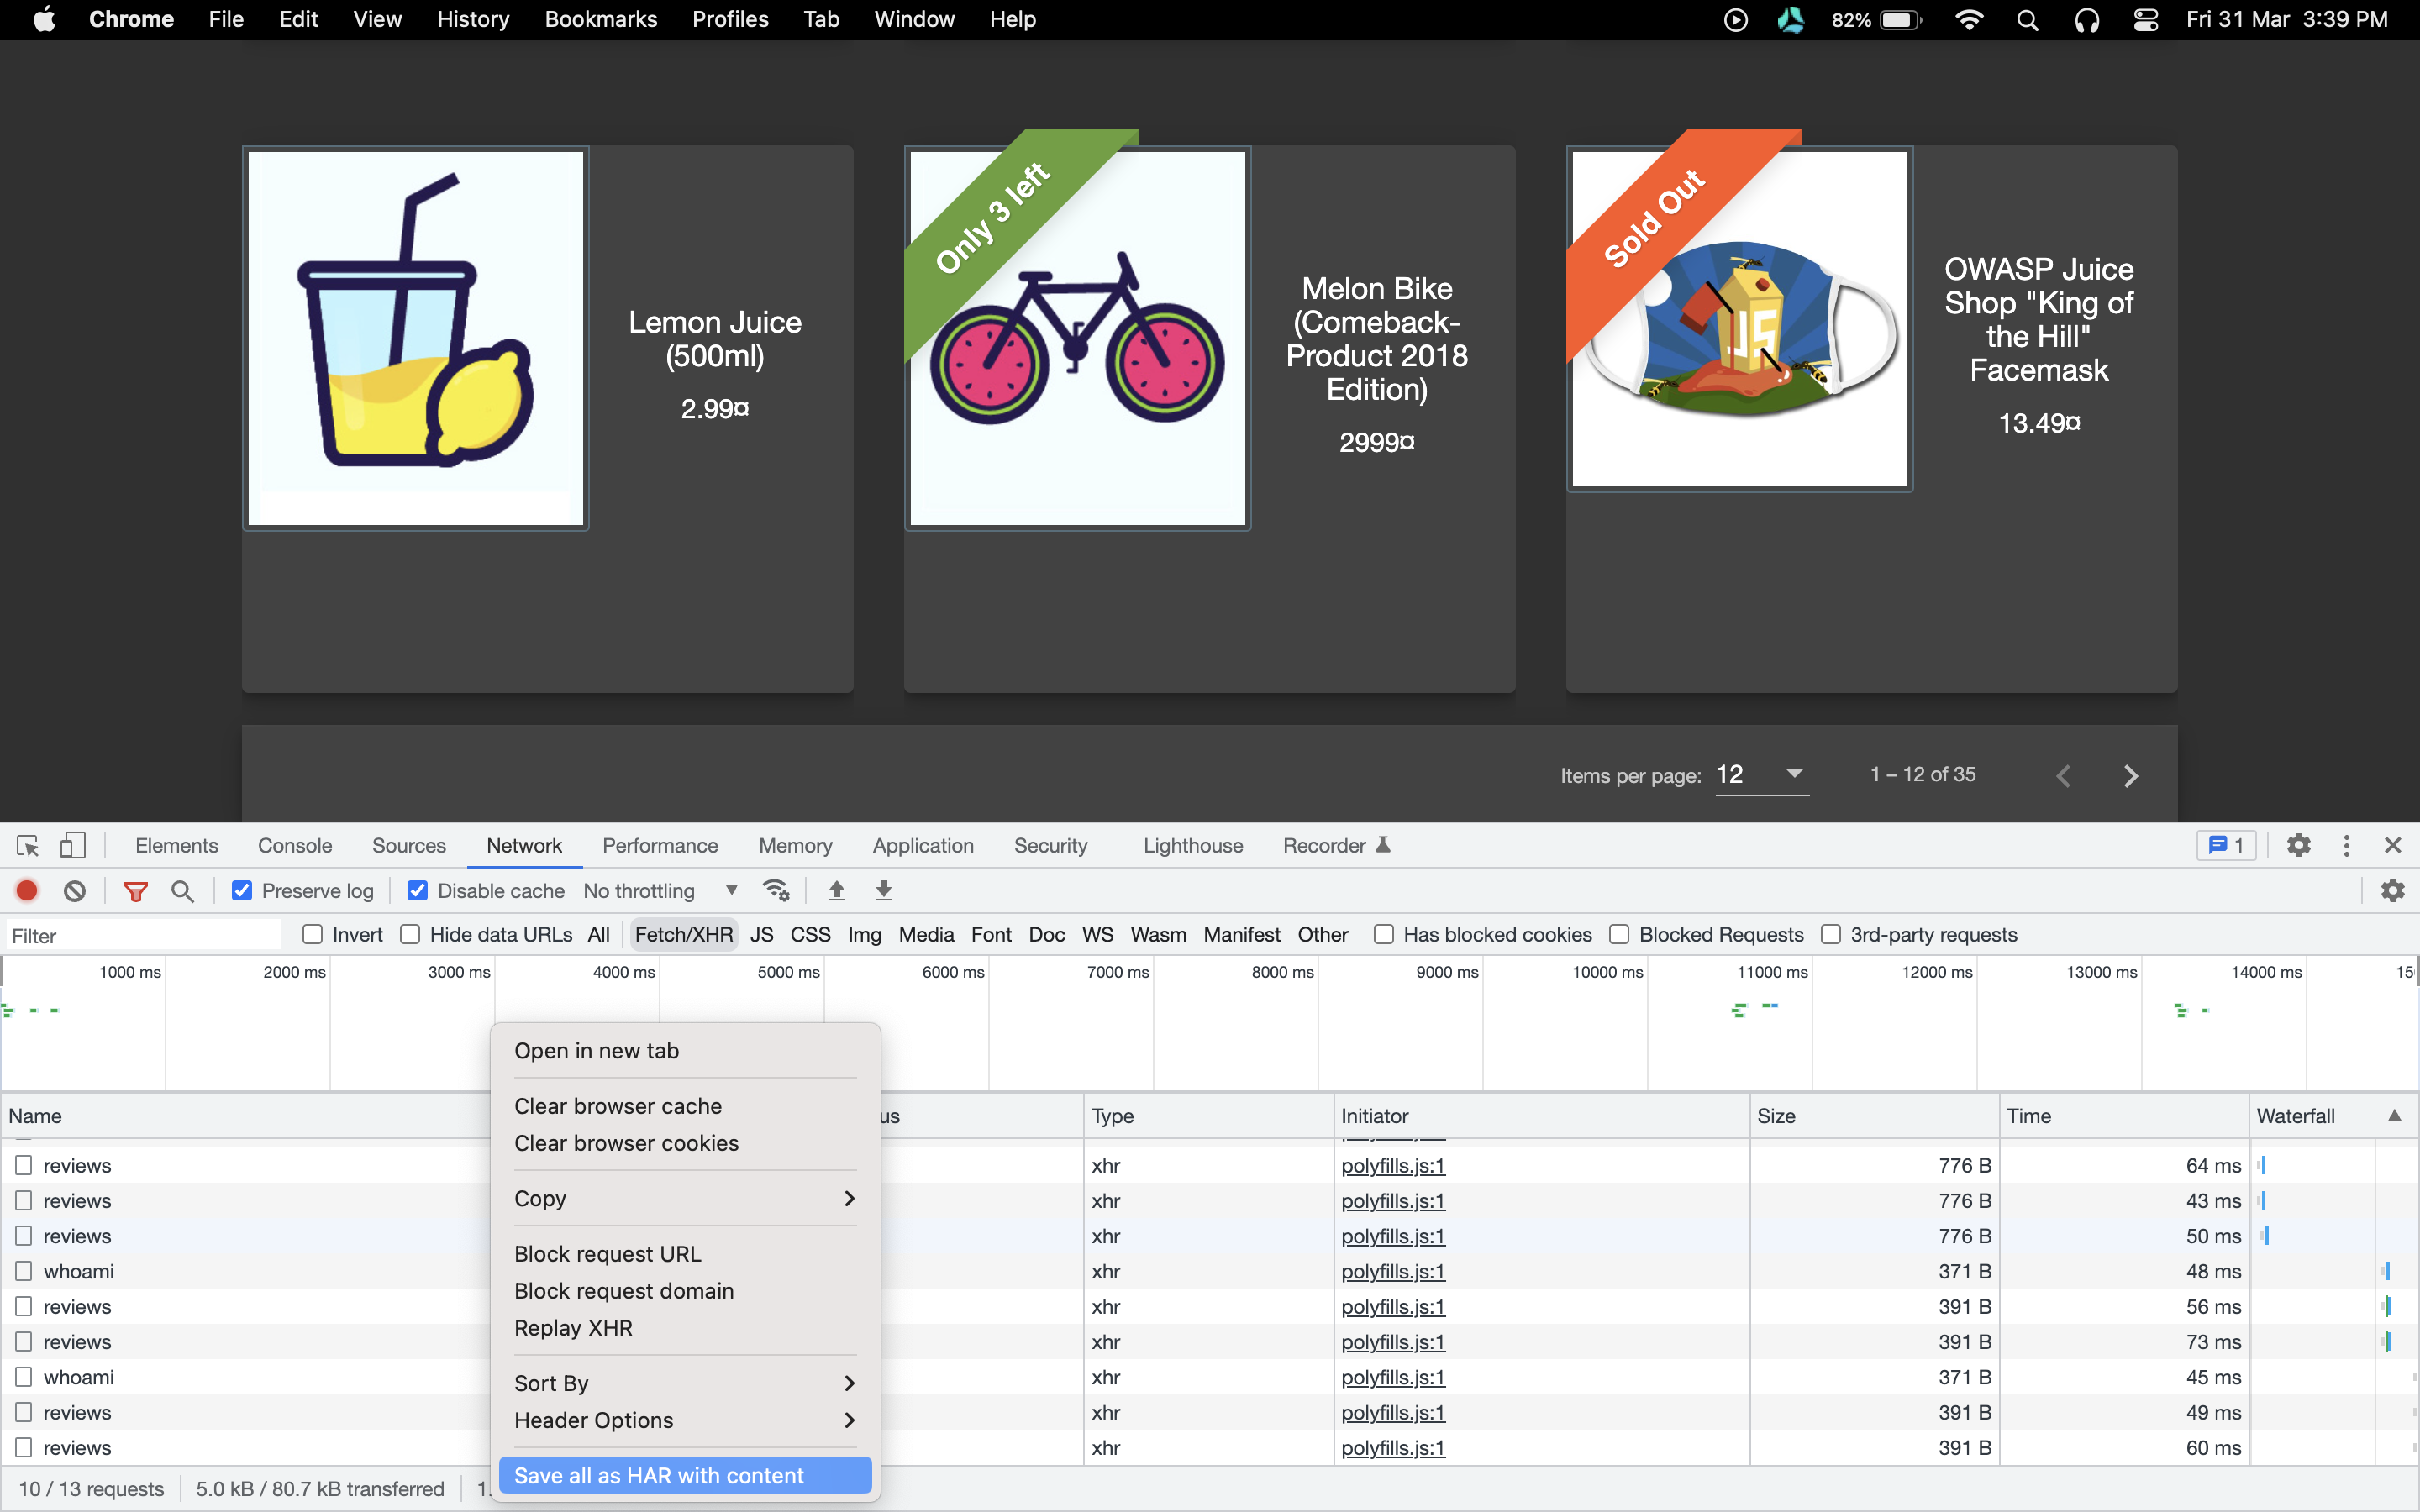 Chrome File Edit View History Bookmarks Profiles Tab Window Help 82% Fri 31 Mar 3:39 PM
Only 3 left
Sold Out
Lemon Juice
(500ml)
2.99¤
Melon Bike
(Comeback-
Product 2018
Edition)
2999¤
JS
OWASP Juice
Shop "King of
the Hill"
Facemask
13.49¤
Items per page: 12 1 – 12 of 35
Elements Console Sources Network Performance Memory Application Security Lighthouse Recorder 1
Preserve log Disable cache No throttling
Filter Invert Hide data URLs All Fetch/XHR JS CSS Img Media Font Doc WS Wasm Manifest Other Has blocked cookies Blocked Requests 3rd-party requests
1000 ms 2000 ms 3000 ms 4000 ms 5000 ms 6000 ms 7000 ms 8000 ms 9000 ms 10000 ms 11000 ms 12000 ms 13000 ms 14000 ms 15
Open in new tab
Clear browser cache
Clear browser cookies
Copy
Block request URL
Block request domain
Replay XHR
Sort By
Header Options
Save all as HAR with content
Name us Type Initiator Size Time Waterfall
reviews xhr polyfills.js:1 776 B 64 ms
reviews xhr polyfills.js:1 776 B 43 ms
reviews xhr polyfills.js:1 776 B 50 ms
whoami xhr polyfills.js:1 371 B 48 ms
reviews xhr polyfills.js:1 391 B 56 ms
reviews xhr polyfills.js:1 391 B 73 ms
whoami xhr polyfills.js:1 371 B 45 ms
reviews xhr polyfills.js:1 391 B 49 ms
reviews xhr polyfills.js:1 391 B 60 ms
10 / 13 requests 5.0 kB / 80.7 kB transferred 1.